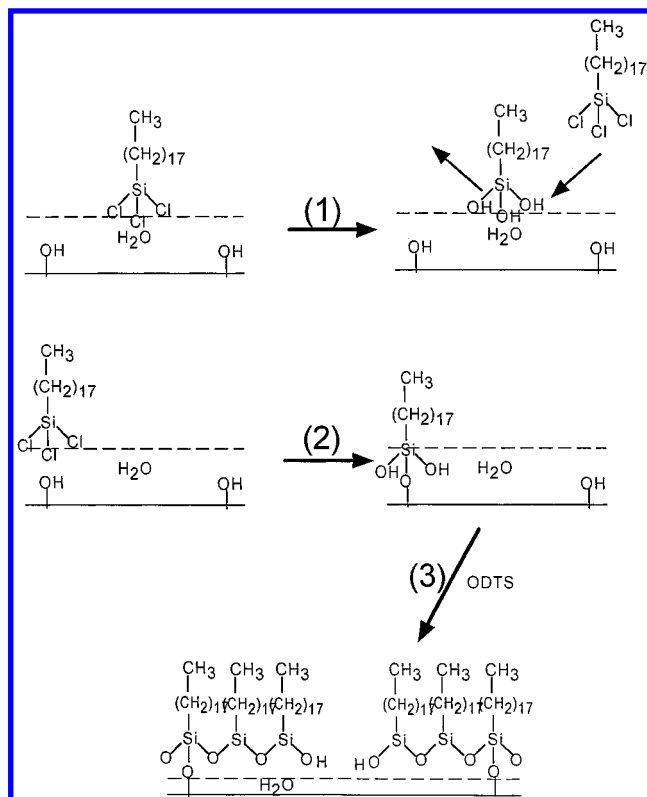 CH3
(CH2)17
Si
Cl Cl Cl
H2O
OH OH
(1)
CH3
(CH2)17
Si
Cl Cl Cl
CH3
(CH2)17
Si
OH OH OH
H2O
OH OH
CH3
(CH2)17
Si
Cl Cl Cl
H2O
OH OH
(2)
CH3
(CH2)17
Si
OH OH
O
H2O
OH
(3) ODTS
CH3 CH3 CH3
(CH2)17 (CH2)17 (CH2)17
Si Si Si
O O O O H
O
H2O
CH3 CH3 CH3
(CH2)17 (CH2)17 (CH2)17
Si Si Si
H O O O O
O